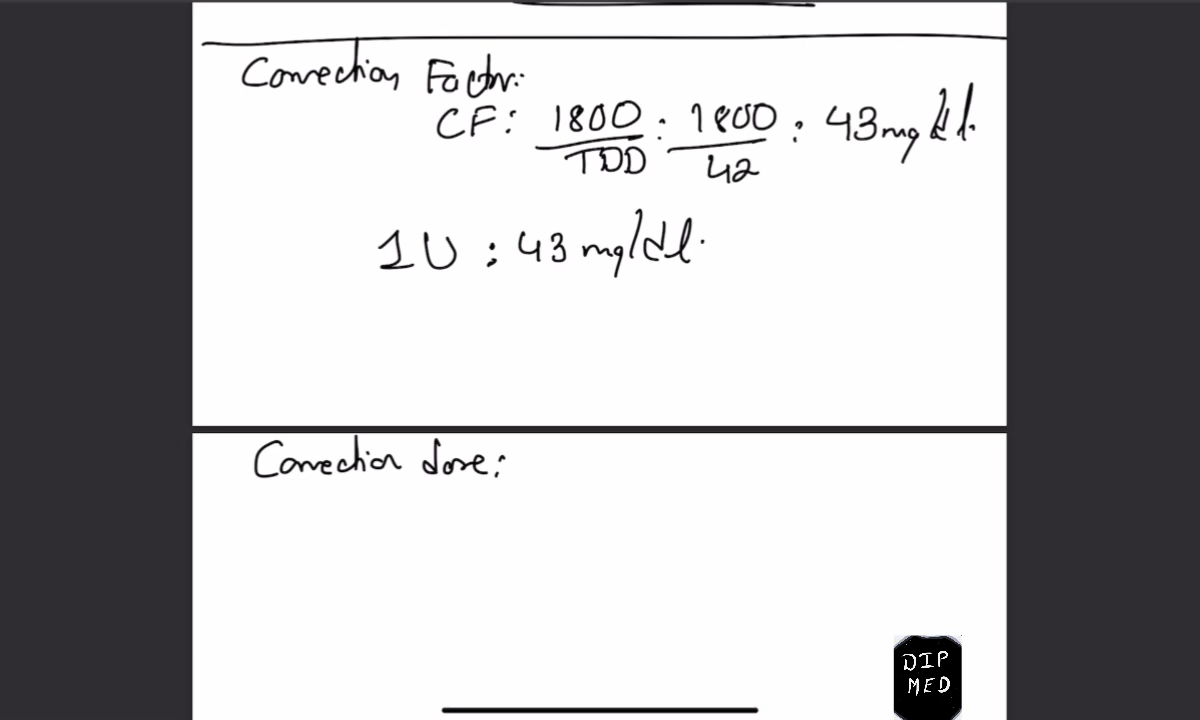 Correction Factor:
CF: 1800/TDD : 1800/42 : 43mg/dl.
1U : 43 mg/dl.
Correction dose:
DIP
MED